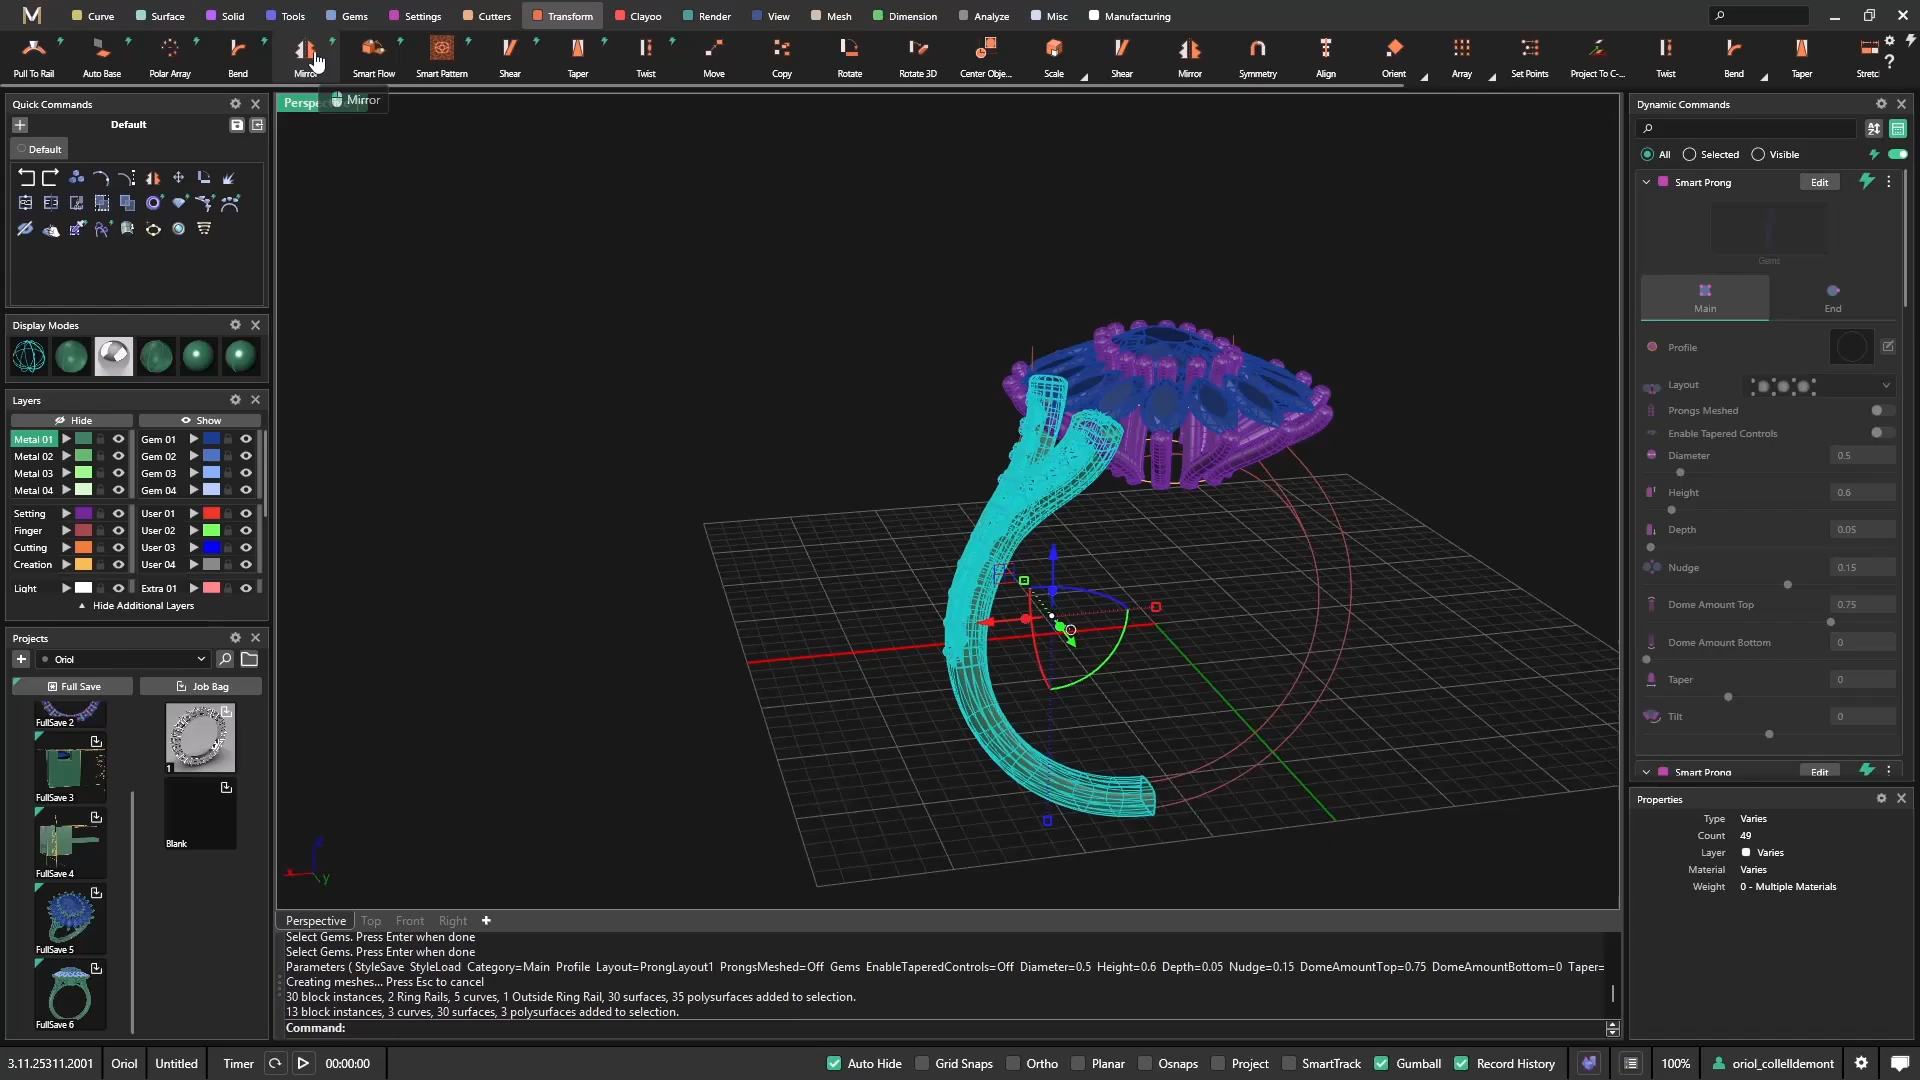 Curve Surface Solid Tools Gems Settings Cutters Transform Clayoo Render View Mesh Dimension Analyze Misc Manufacturing
Pull To Rail Auto Base Polar Array Bend Mirror Smart Flow Smart Pattern Shear Taper Twist Move Copy Rotate Rotate 3D Center Obje... Scale Shear Mirror Symmetry Align Orient Array Set Points Project To C-... Twist Bend Taper Stretc
Quick Commands
Default
Default
Display Modes
Layers
Hide Show
Metal 01 Gem 01
Metal 02 Gem 02
Metal 03 Gem 03
Metal 04 Gem 04
Setting User 01
Finger User 02
Cutting User 03
Creation User 04
Light Extra 01
Hide Additional Layers
Projects
Oriol
Full Save Job Bag
FullSave 2
1
FullSave 3
Blank
FullSave 4
FullSave 5
FullSave 6
Mirror
y
Perspective Top Front Right
Select Gems. Press Enter when done
Select Gems. Press Enter when done
Parameters ( StyleSave StyleLoad Category=Main Profile Layout=ProngLayout1 ProngsMeshed=Off Gems EnableTaperedControls=Off Diameter=0.5 Height=0.6 Depth=0.05 Nudge=0.15 DomeAmountTop=0.75 DomeAmountBottom=0 Taper=
Creating meshes... Press Esc to cancel
30 block instances, 2 Ring Rails, 5 curves, 1 Outside Ring Rail, 30 surfaces, 35 polysurfaces added to selection.
13 block instances, 3 curves, 30 surfaces, 3 polysurfaces added to selection.
Command:
Dynamic Commands
All Selected Visible
Smart Prong Edit
Gems
Main End
Profile
Layout
Prongs Meshed
Enable Tapered Controls
Diameter 0.5
Height 0.6
Depth 0.05
Nudge 0.15
Dome Amount Top 0.75
Dome Amount Bottom 0
Taper 0
Tilt 0
Smart Prong Edit
Properties
Type Varies
Count 49
Layer Varies
Material Varies
Weight 0 - Multiple Materials
3.11.25311.2001 Oriol Untitled Timer 00:00:00 Auto Hide Grid Snaps Ortho Planar Osnaps Project SmartTrack Gumball Record History 100% oriol_collelldemont